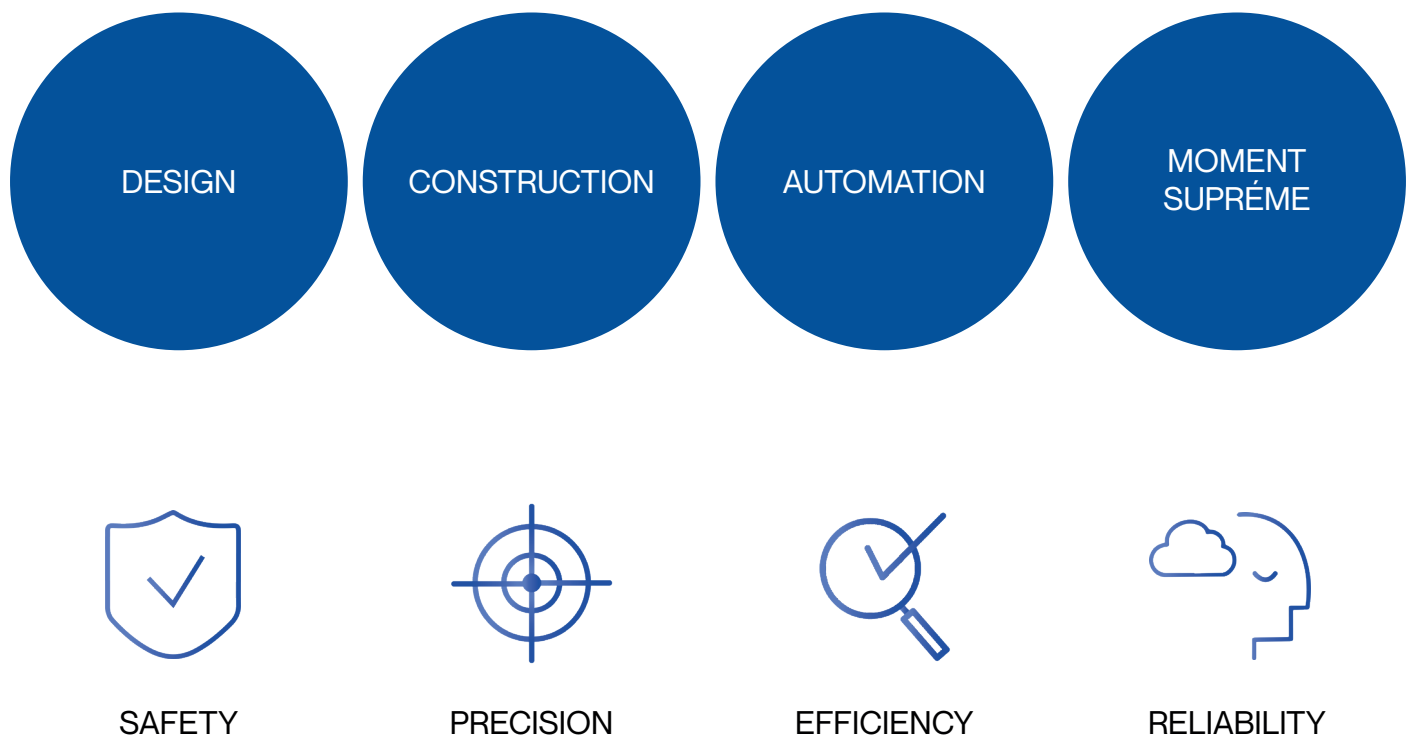 DESIGN
CONSTRUCTION
AUTOMATION
MOMENT
SUPRÉME
SAFETY
PRECISION
EFFICIENCY
RELIABILITY